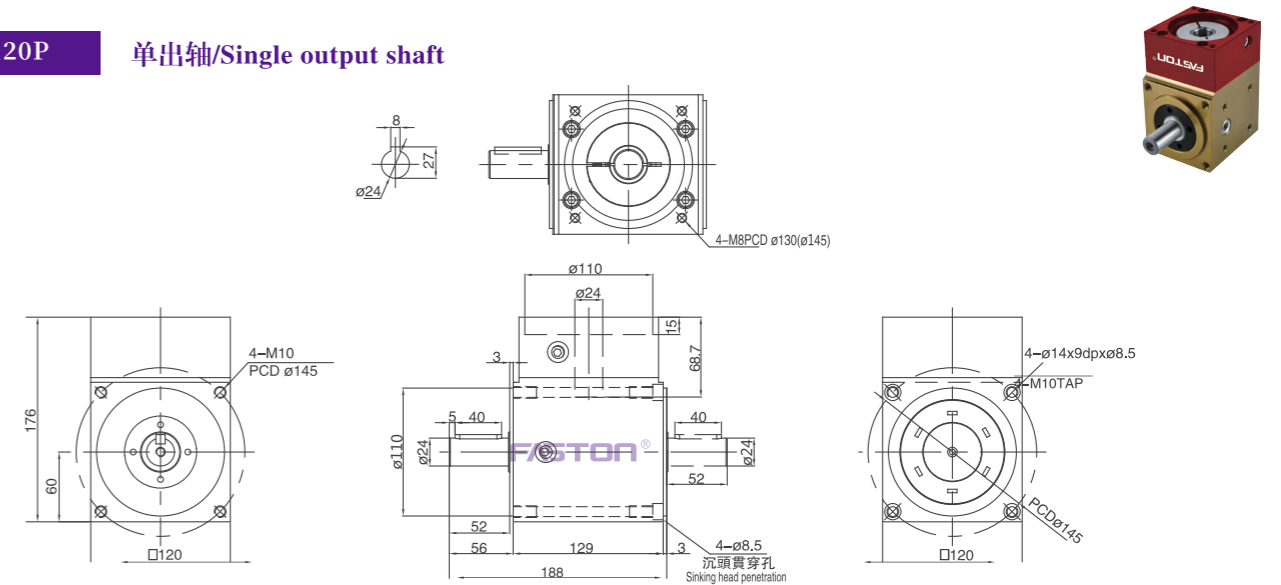 20P
单出轴/Single output shaft
FASTON
8
27
ø24
4-M8PCD ø130(ø145)
4-M10
PCD ø145
176
60
□120
ø110
ø24
15
68.7
3
5 40
ø110
ø24
FASTON®
40
ø24
52
52
56
129
3
188
4-ø8.5
沉頭貫穿孔
Sinking head penetration
4-ø14x9dpxø8.5
4-M10TAP
PCDø145
□120